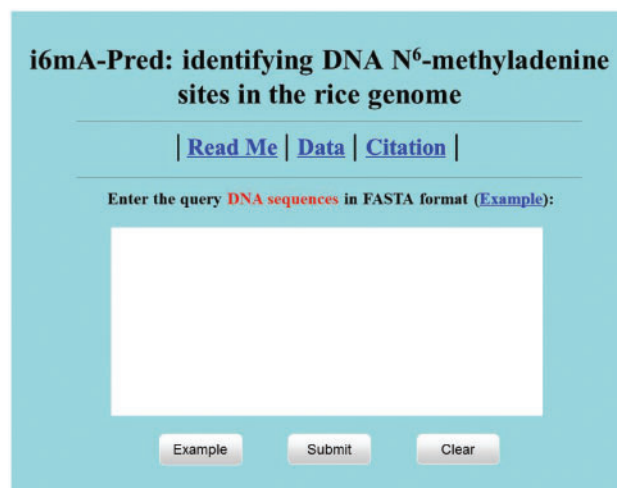 i6mA-Pred: identifying DNA N⁶-methyladenine
sites in the rice genome
| Read Me | Data | Citation |
Enter the query DNA sequences in FASTA format (Example):
Example Submit Clear